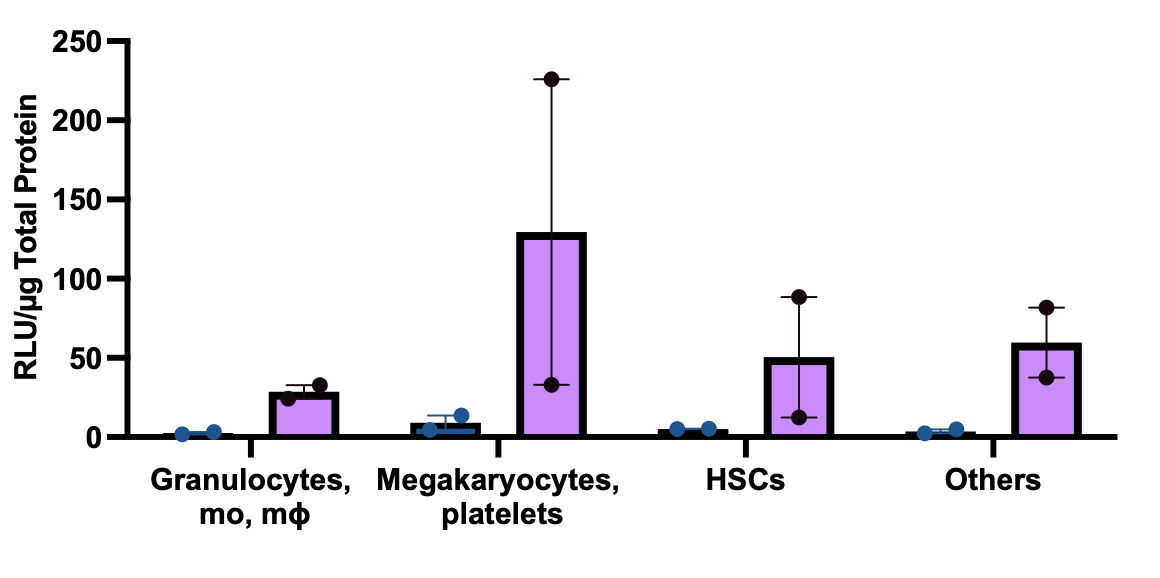 RLU/μg Total Protein
250
200
150
100
50
0
Granulocytes,
mo, mϕ
Megakaryocytes,
platelets
HSCs
Others